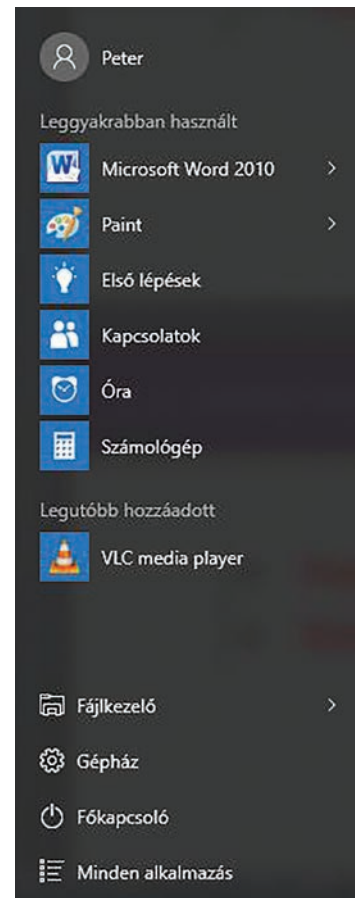 Peter
Leggyakrabban használt
Microsoft Word 2010
Paint
Első lépések
Kapcsolatok
Óra
Számológép
Legutóbb hozzáadott
VLC media player
Fájlkezelő
Gépház
Főkapcsoló
Minden alkalmazás